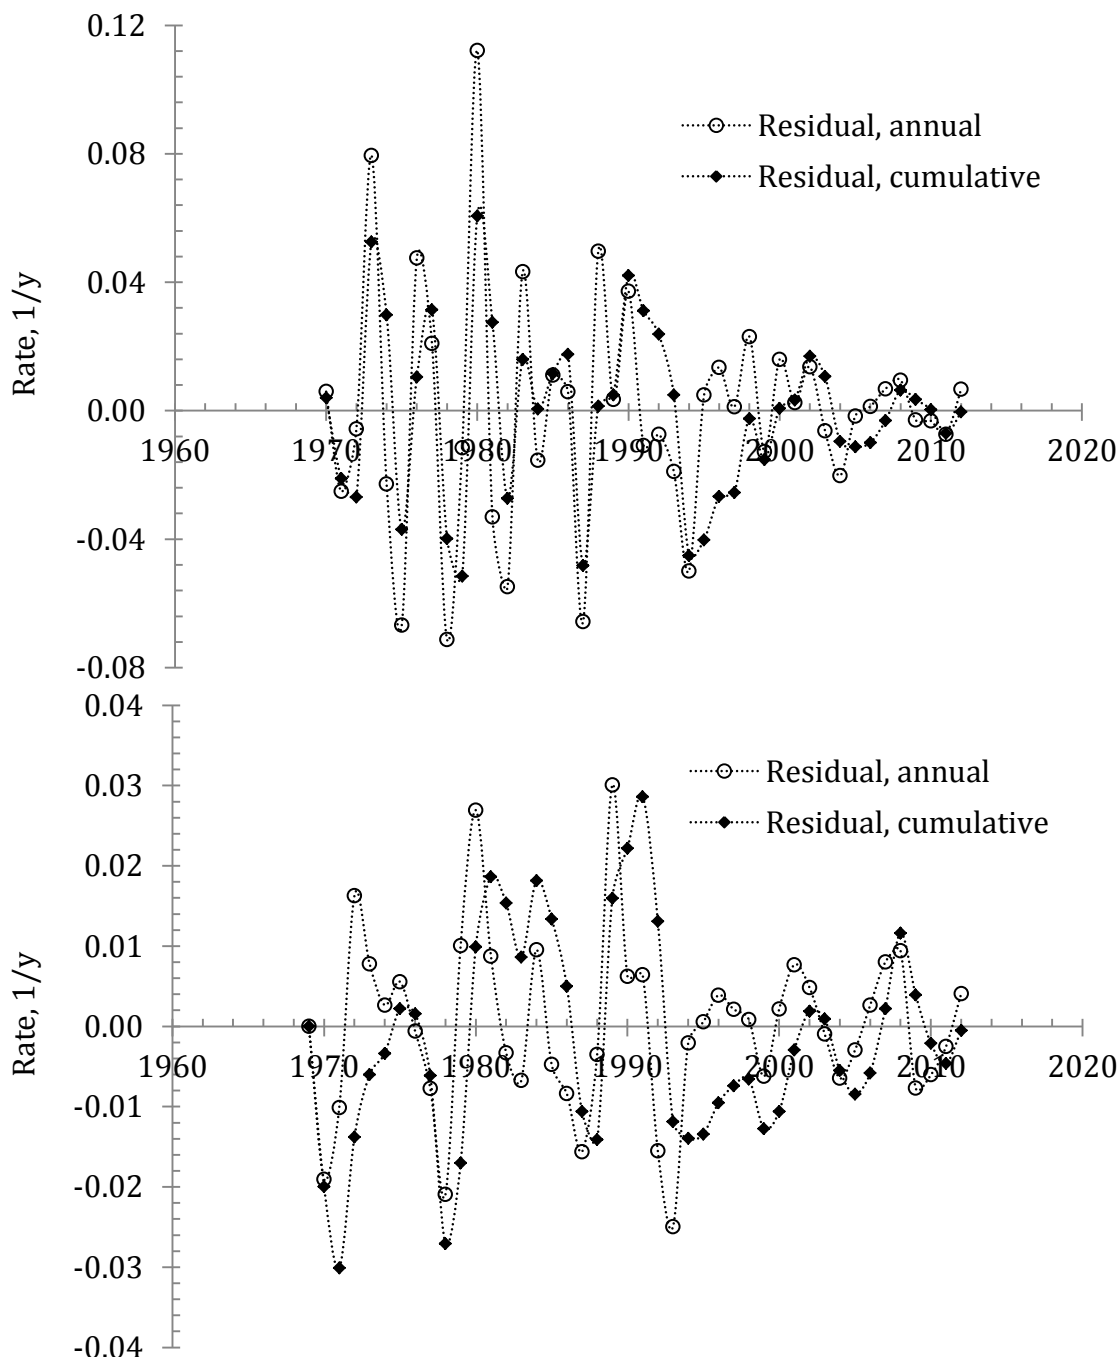 0.12
Residual, annual
0.08
Residual, cumulative
0.04
Rate, 1/y
0.00
1960 1970 1980 1990 2000 2010 2020
-0.04
-0.08
0.04
Residual, annual
0.03
Residual, cumulative
0.02
0.01
Rate, 1/y
0.00
1960 1970 1980 1990 2000 2010 2020
-0.01
-0.02
-0.03
-0.04